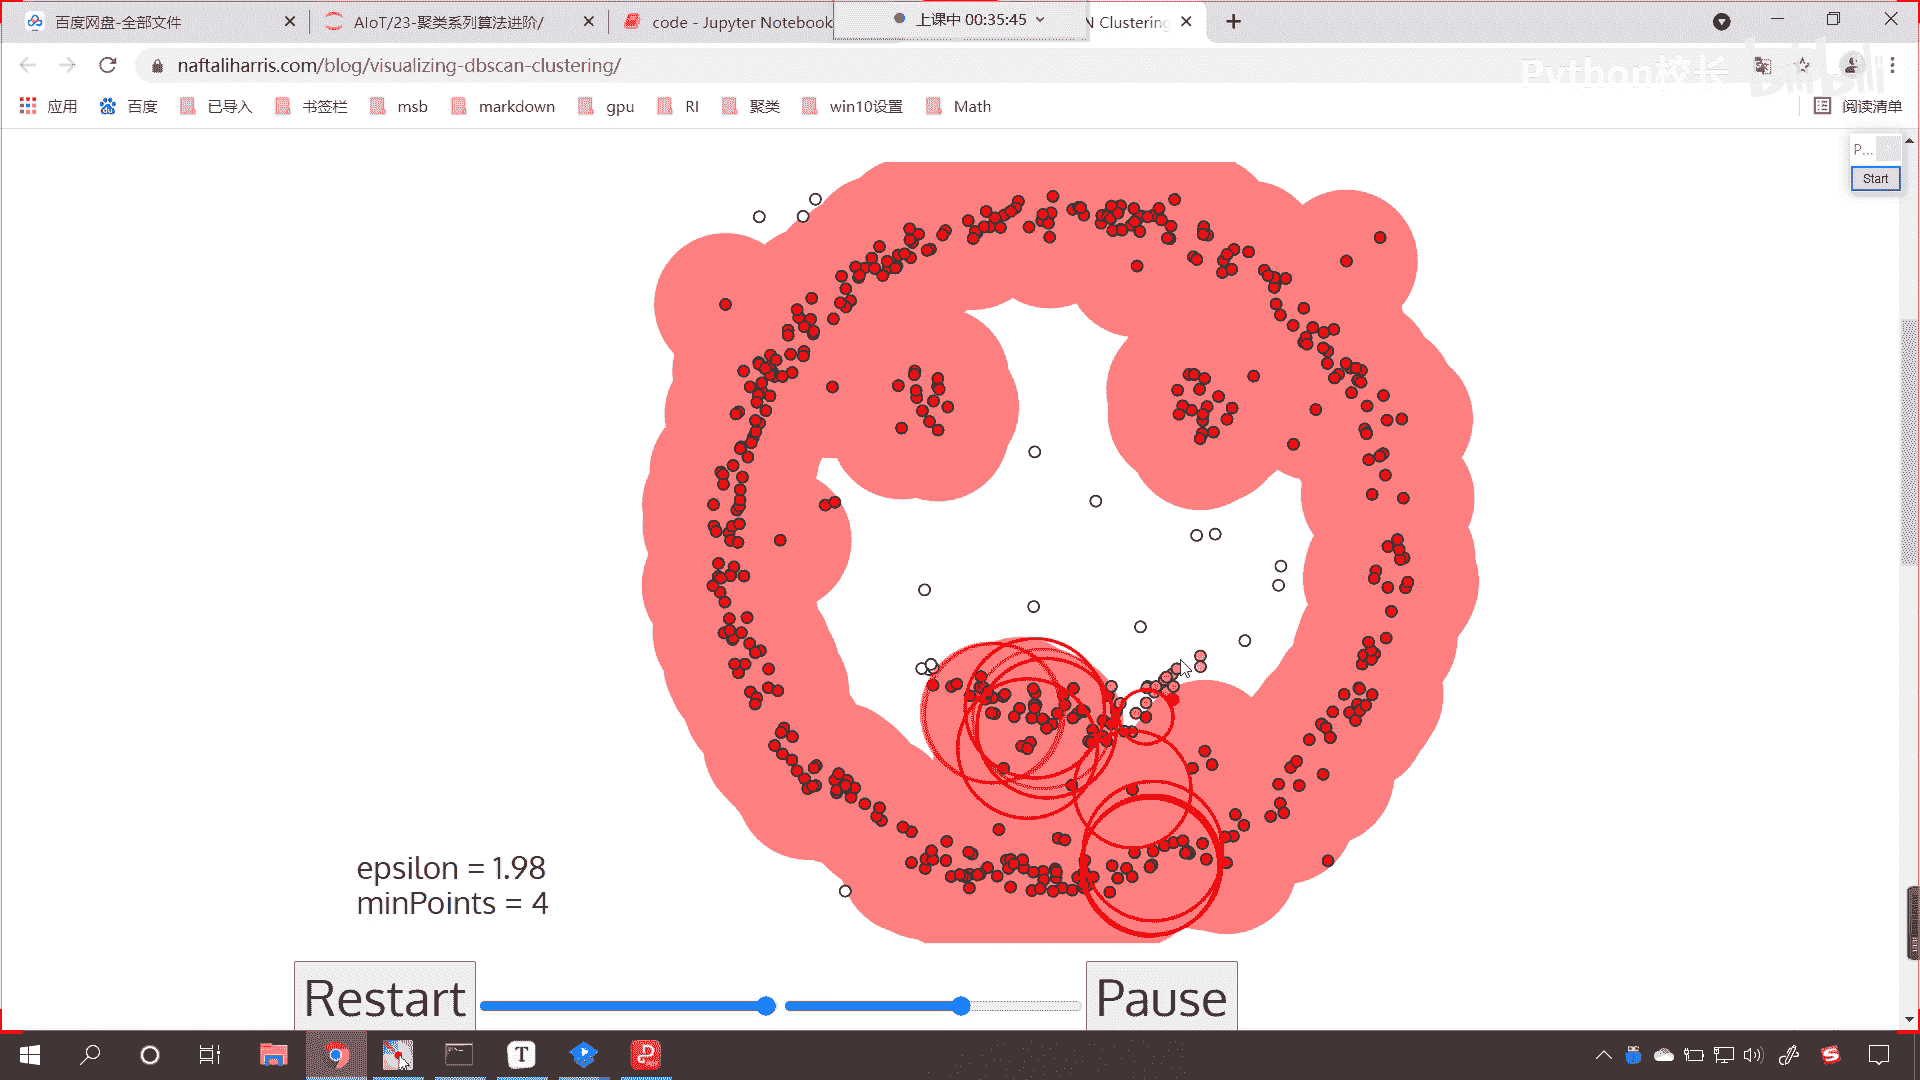 百度网盘-全部文件
AIoT/23-聚类系列算法进阶/
code - Jupyter Notebook
上课中 00:35:45
N Clustering
naftaliharris.com/blog/visualizing-dbscan-clustering/
Python校长
bilibili
应用
百度
已导入
书签栏
msb
markdown
gpu
RI
聚类
win10设置
Math
阅读清单
P...
Start
epsilon = 1.98
minPoints = 4
Restart
Pause